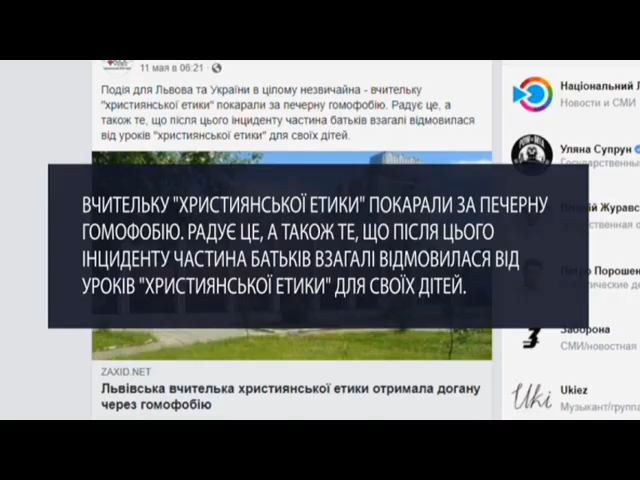 11 мая в 06:21
Подія для Львова та України в цілому незвичайна - вчительку
"християнської етики" покарали за печерну гомофобію. Радує це, а
також те, що після цього інциденту частина батьків взагалі відмовилася
від уроків "християнської етики" для своїх дітей.
ВЧИТЕЛЬКУ "ХРИСТИЯНСЬКОЇ ЕТИКИ" ПОКАРАЛИ ЗА ПЕЧЕРНУ
ГОМОФОБІЮ. РАДУЄ ЦЕ, А ТАКОЖ ТЕ, ЩО ПІСЛЯ ЦЬОГО
ІНЦИДЕНТУ ЧАСТИНА БАТЬКІВ ВЗАГАЛІ ВІДМОВИЛАСЯ ВІД
УРОКІВ "ХРИСТИЯНСЬКОЇ ЕТИКИ" ДЛЯ СВОЇХ ДІТЕЙ.
ZAXID.NET
Львівська вчителька християнської етики отримала догану
через гомофобію
Національний Л
Новости и СМИ
Уляна Супрун
Государственны
Журавс
Порошен
Заборона
СМИ/новостная
Uki
Ukiez
Музыкант/групп